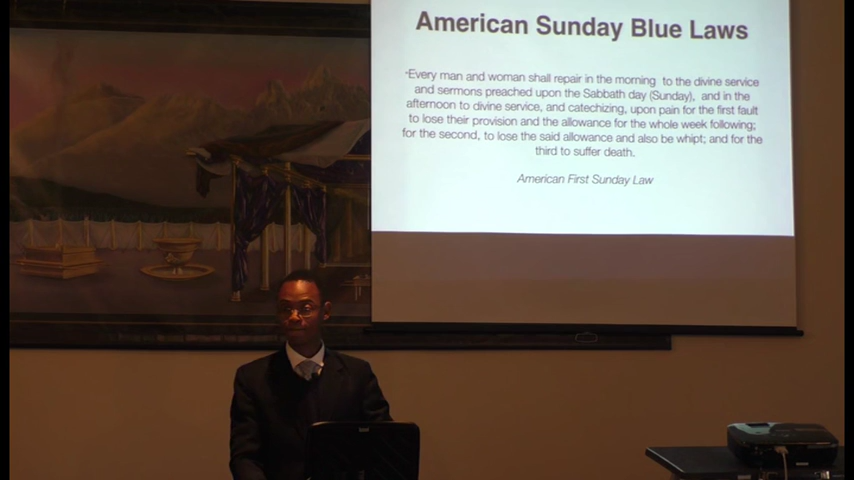 American Sunday Blue Laws
"Every man and woman shall repair in the morning to the divine service
and sermons preached upon the Sabbath day (Sunday), and in the
afternoon to divine service, and catechizing, upon pain for the first fault
to lose their provision and the allowance for the whole week following;
for the second, to lose the said allowance and also be whipt; and for the
third to suffer death.
American First Sunday Law